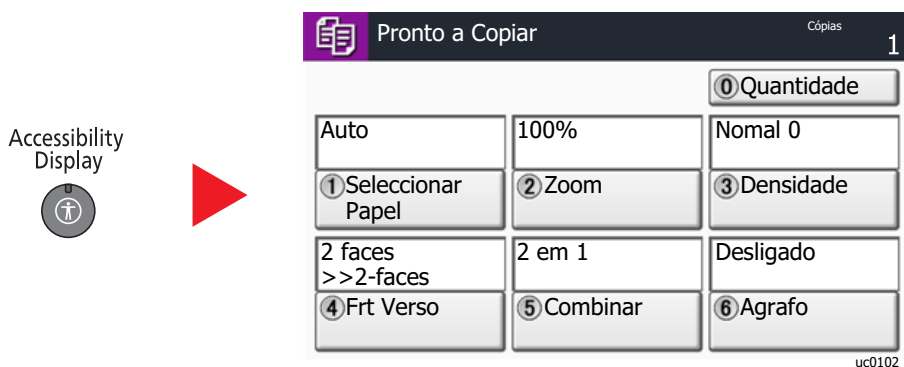 Accessibility
Display
Pronto a Copiar
Cópias
1
0 Quantidade
Auto
100%
Nomal 0
1 Seleccionar
Papel
2 Zoom
3 Densidade
2 faces
>>2-faces
2 em 1
Desligado
4 Frt Verso
5 Combinar
6 Agrafo
uc0102